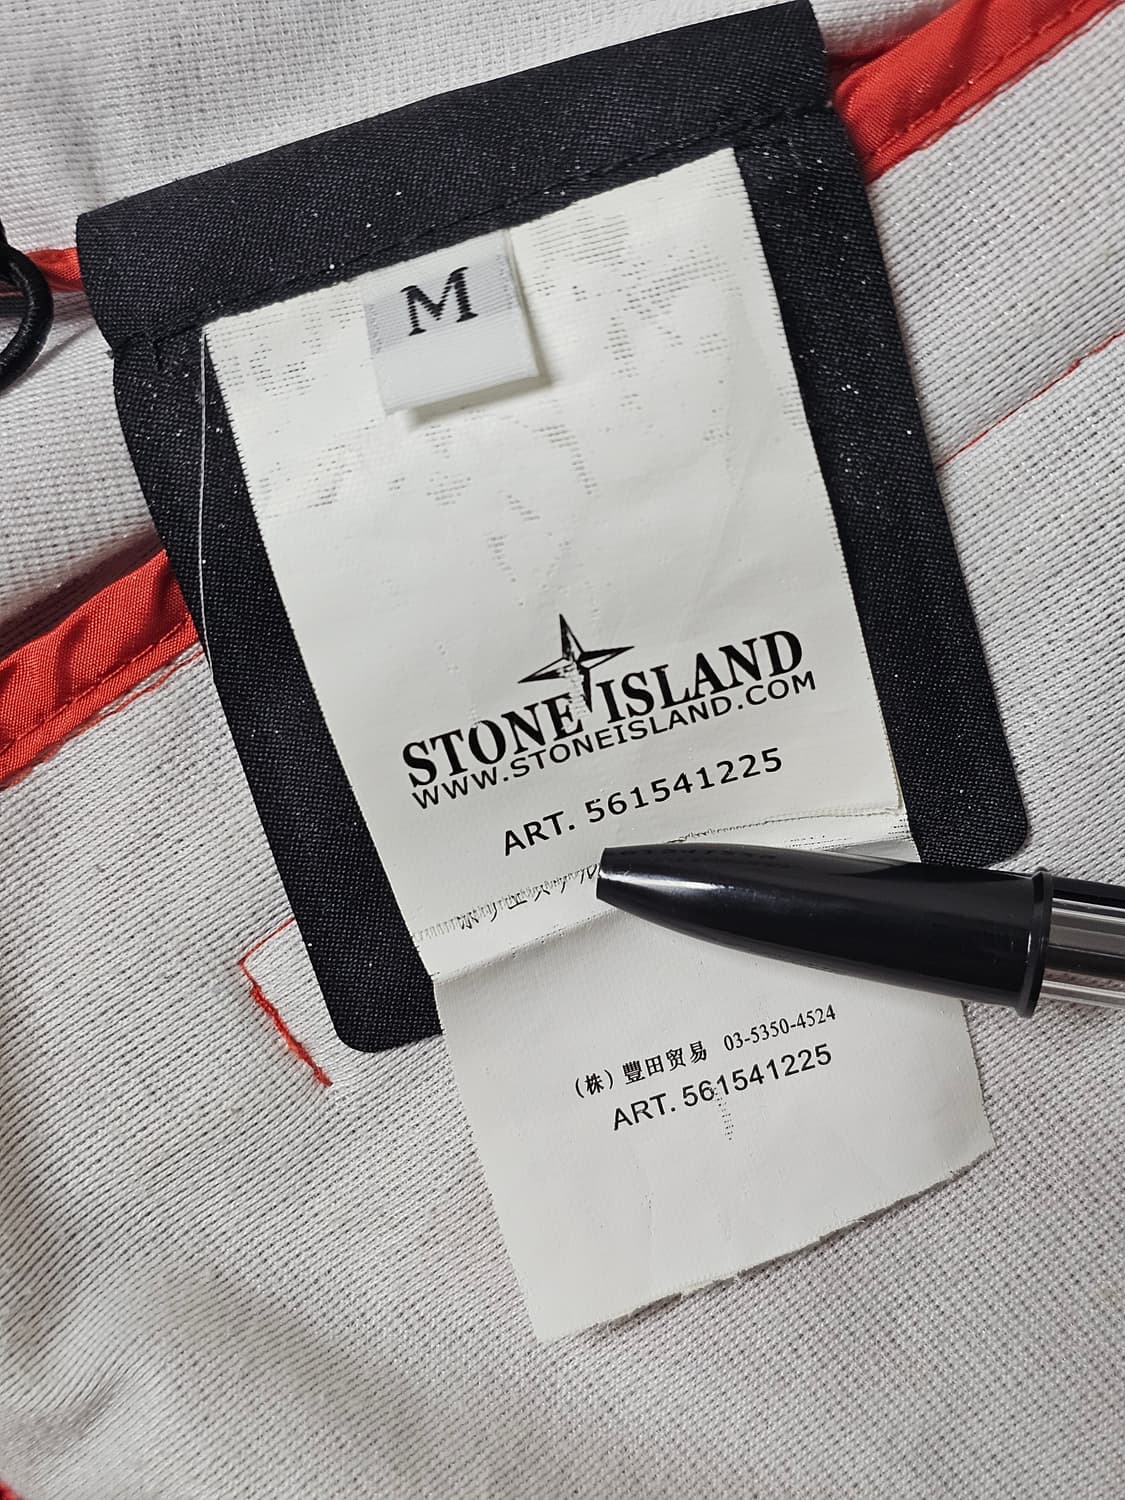 M
STONE ISLAND
WWW.STONEISLAND.COM
ART. 561541225
(株) 豐田贸易 03-5350-4524
ART. 561541225